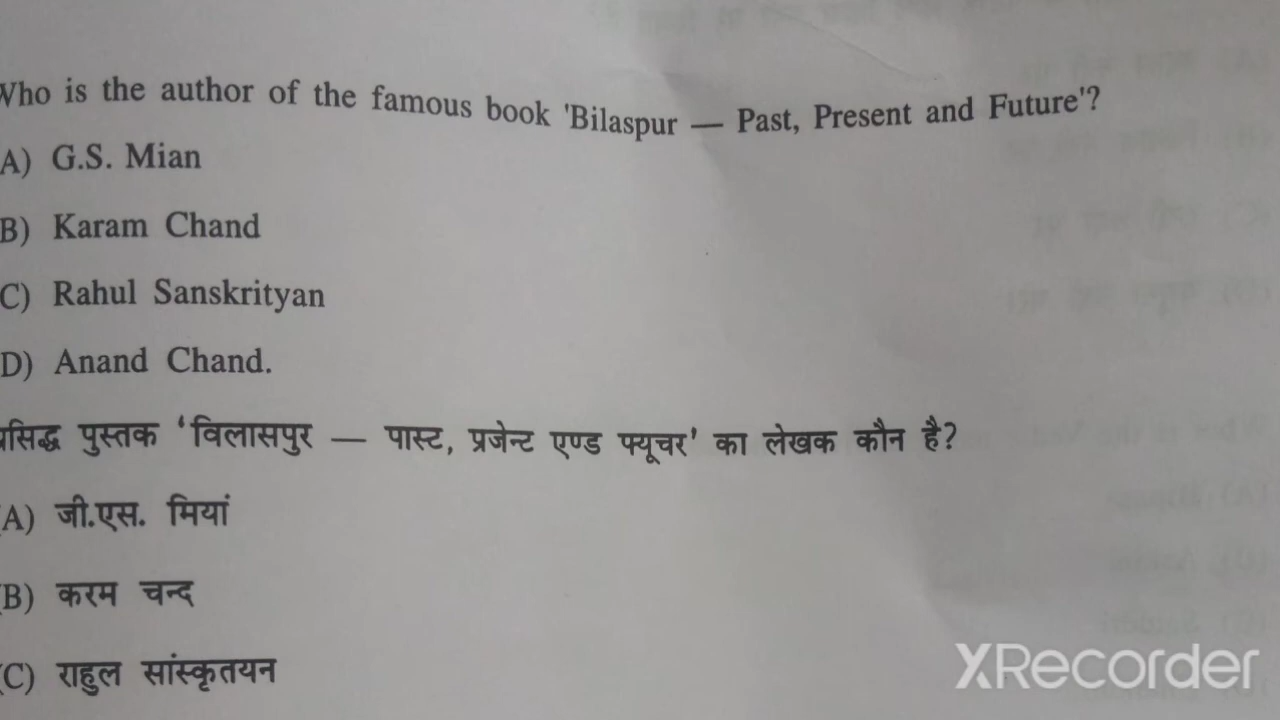 Who is the author of the famous book 'Bilaspur — Past, Present and Future'?
A) G.S. Mian
B) Karam Chand
C) Rahul Sanskrityan
D) Anand Chand.
प्रसिद्ध पुस्तक 'विलासपुर — पास्ट, प्रजेन्ट एण्ड फ्यूचर' का लेखक कौन है?
(A) जी.एस. मियां
(B) करम चन्द
(C) राहुल सांस्कृतयन
XRecorder